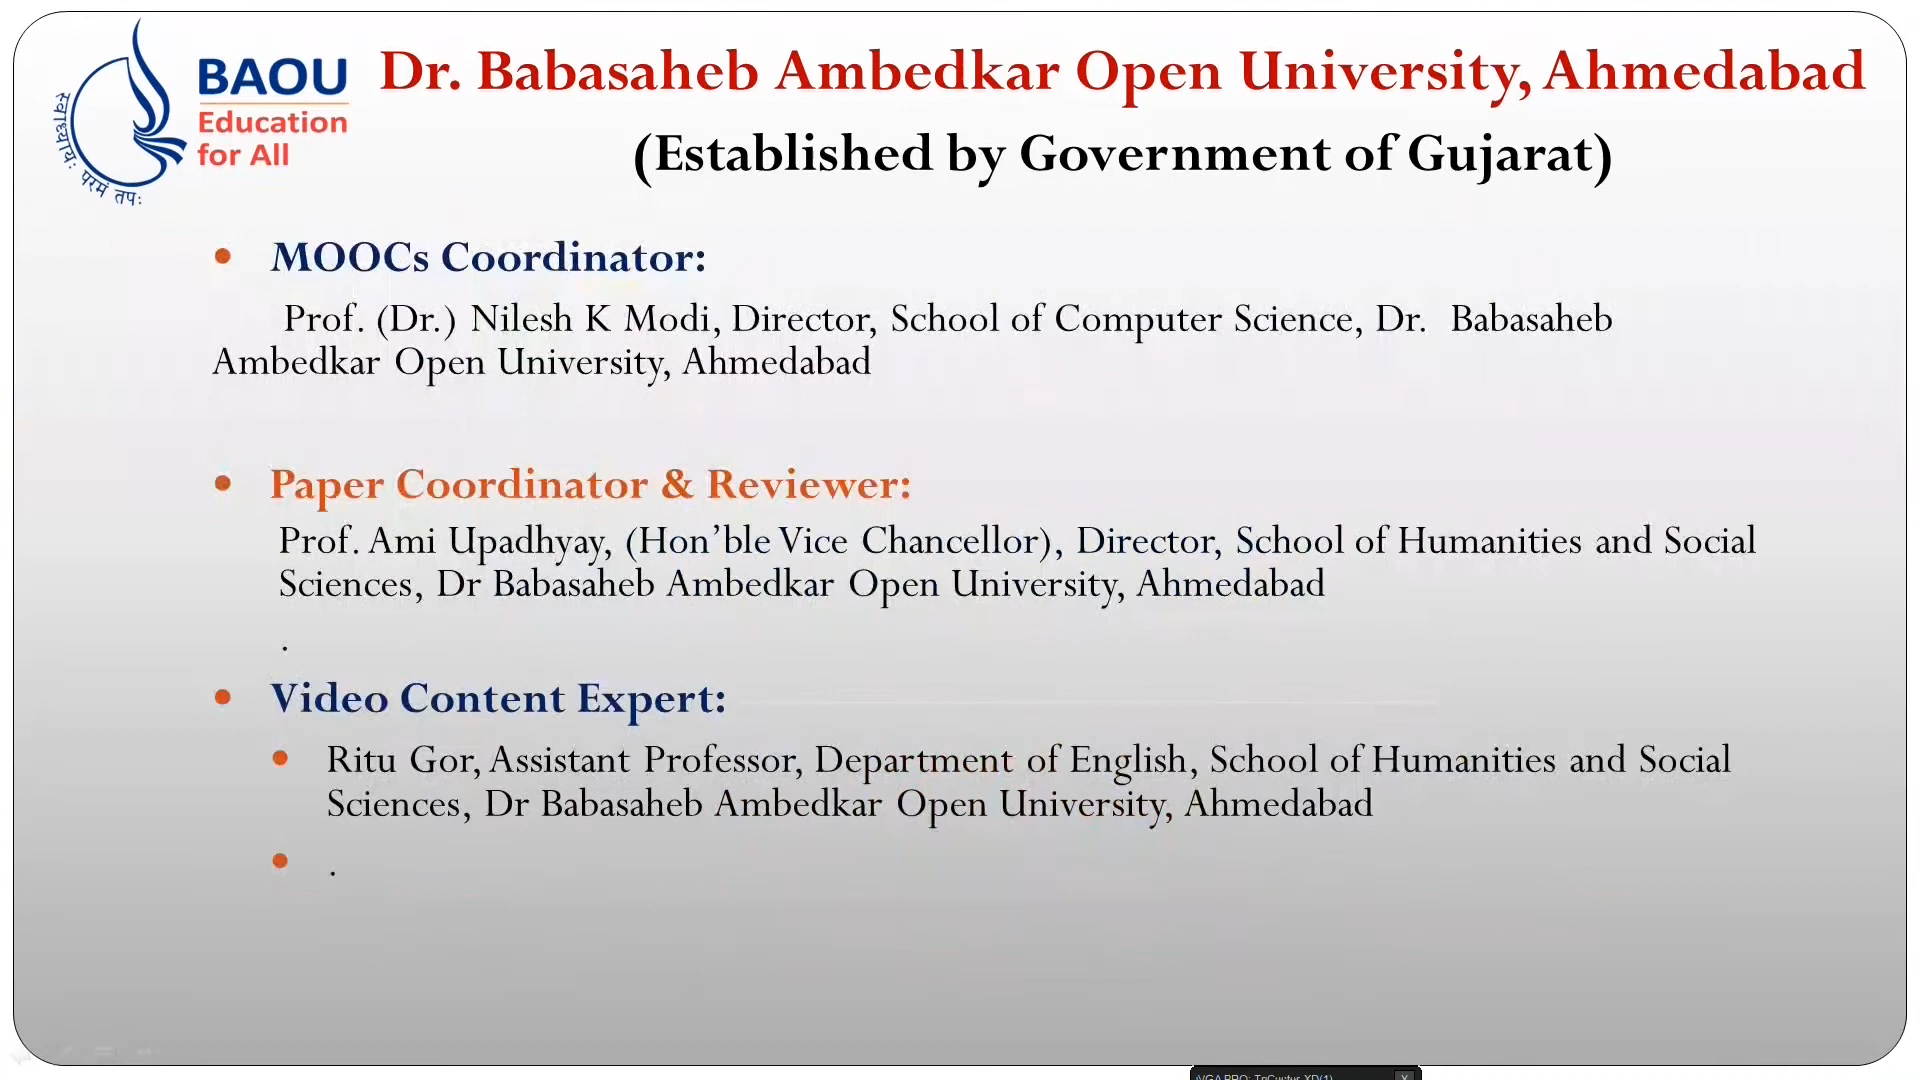 BAOU
Education
for All
स्वाध्यायः परमं तपः
Dr. Babasaheb Ambedkar Open University, Ahmedabad
(Established by Government of Gujarat)
• MOOCs Coordinator:
Prof. (Dr.) Nilesh K Modi, Director, School of Computer Science, Dr. Babasaheb
Ambedkar Open University, Ahmedabad
• Paper Coordinator & Reviewer:
Prof. Ami Upadhyay, (Hon’ble Vice Chancellor), Director, School of Humanities and Social
Sciences, Dr Babasaheb Ambedkar Open University, Ahmedabad
.
• Video Content Expert:
• Ritu Gor, Assistant Professor, Department of English, School of Humanities and Social
Sciences, Dr Babasaheb Ambedkar Open University, Ahmedabad
• .